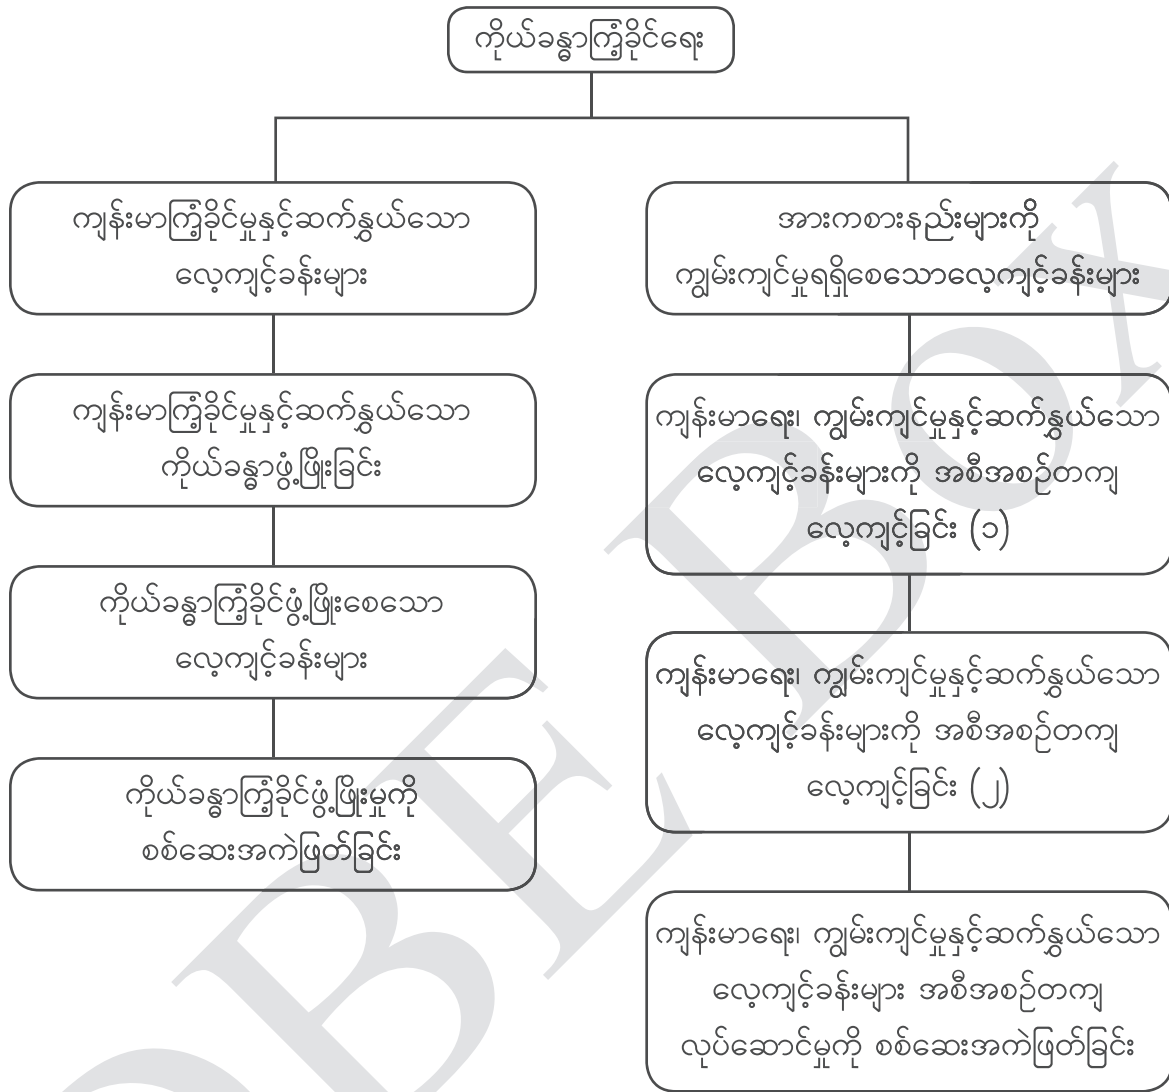 ကိုယ်ခန္ဓာကြံ့ခိုင်ရေး
ကျန်းမာကြံ့ခိုင်မှုနှင့်ဆက်နွှယ်သော
လေ့ကျင့်ခန်းများ
ကျန်းမာကြံ့ခိုင်မှုနှင့်ဆက်နွှယ်သော
ကိုယ်ခန္ဓာဖွံ့ဖြိုးခြင်း
ကိုယ်ခန္ဓာကြံ့ခိုင်ဖွံ့ဖြိုးစေသော
လေ့ကျင့်ခန်းများ
ကိုယ်ခန္ဓာကြံ့ခိုင်ဖွံ့ဖြိုးမှုကို
စစ်ဆေးအကဲဖြတ်ခြင်း
အားကစားနည်းများကို
ကျွမ်းကျင်မှုရရှိစေသောလေ့ကျင့်ခန်းများ
ကျန်းမာရေး၊ ကျွမ်းကျင်မှုနှင့်ဆက်နွှယ်သော
လေ့ကျင့်ခန်းများကို အစီအစဉ်တကျ
လေ့ကျင့်ခြင်း (၁)
ကျန်းမာရေး၊ ကျွမ်းကျင်မှုနှင့်ဆက်နွှယ်သော
လေ့ကျင့်ခန်းများကို အစီအစဉ်တကျ
လေ့ကျင့်ခြင်း (၂)
ကျန်းမာရေး၊ ကျွမ်းကျင်မှုနှင့်ဆက်နွှယ်သော
လေ့ကျင့်ခန်းများ အစီအစဉ်တကျ
လုပ်ဆောင်မှုကို စစ်ဆေးအကဲဖြတ်ခြင်း
OBE BOX